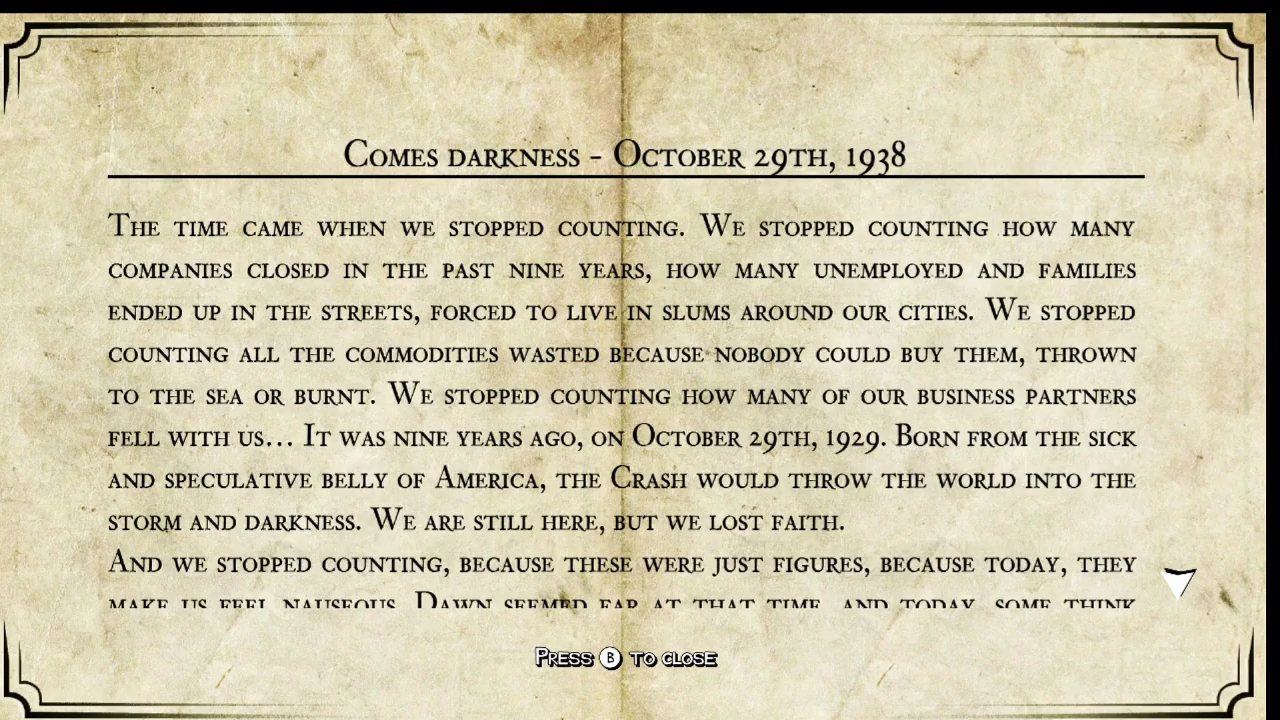 Comes darkness - October 29th, 1938
The time came when we stopped counting. We stopped counting how many
companies closed in the past nine years, how many unemployed and families
ended up in the streets, forced to live in slums around our cities. We stopped
counting all the commodities wasted because nobody could buy them, thrown
to the sea or burnt. We stopped counting how many of our business partners
fell with us... It was nine years ago, on October 29th, 1929. Born from the sick
and speculative belly of America, the Crash would throw the world into the
storm and darkness. We are still here, but we lost faith.
And we stopped counting, because these were just figures, because today, they
make us feel nauseous. Dawn seemed far at that time, and today, some think
Press B to close